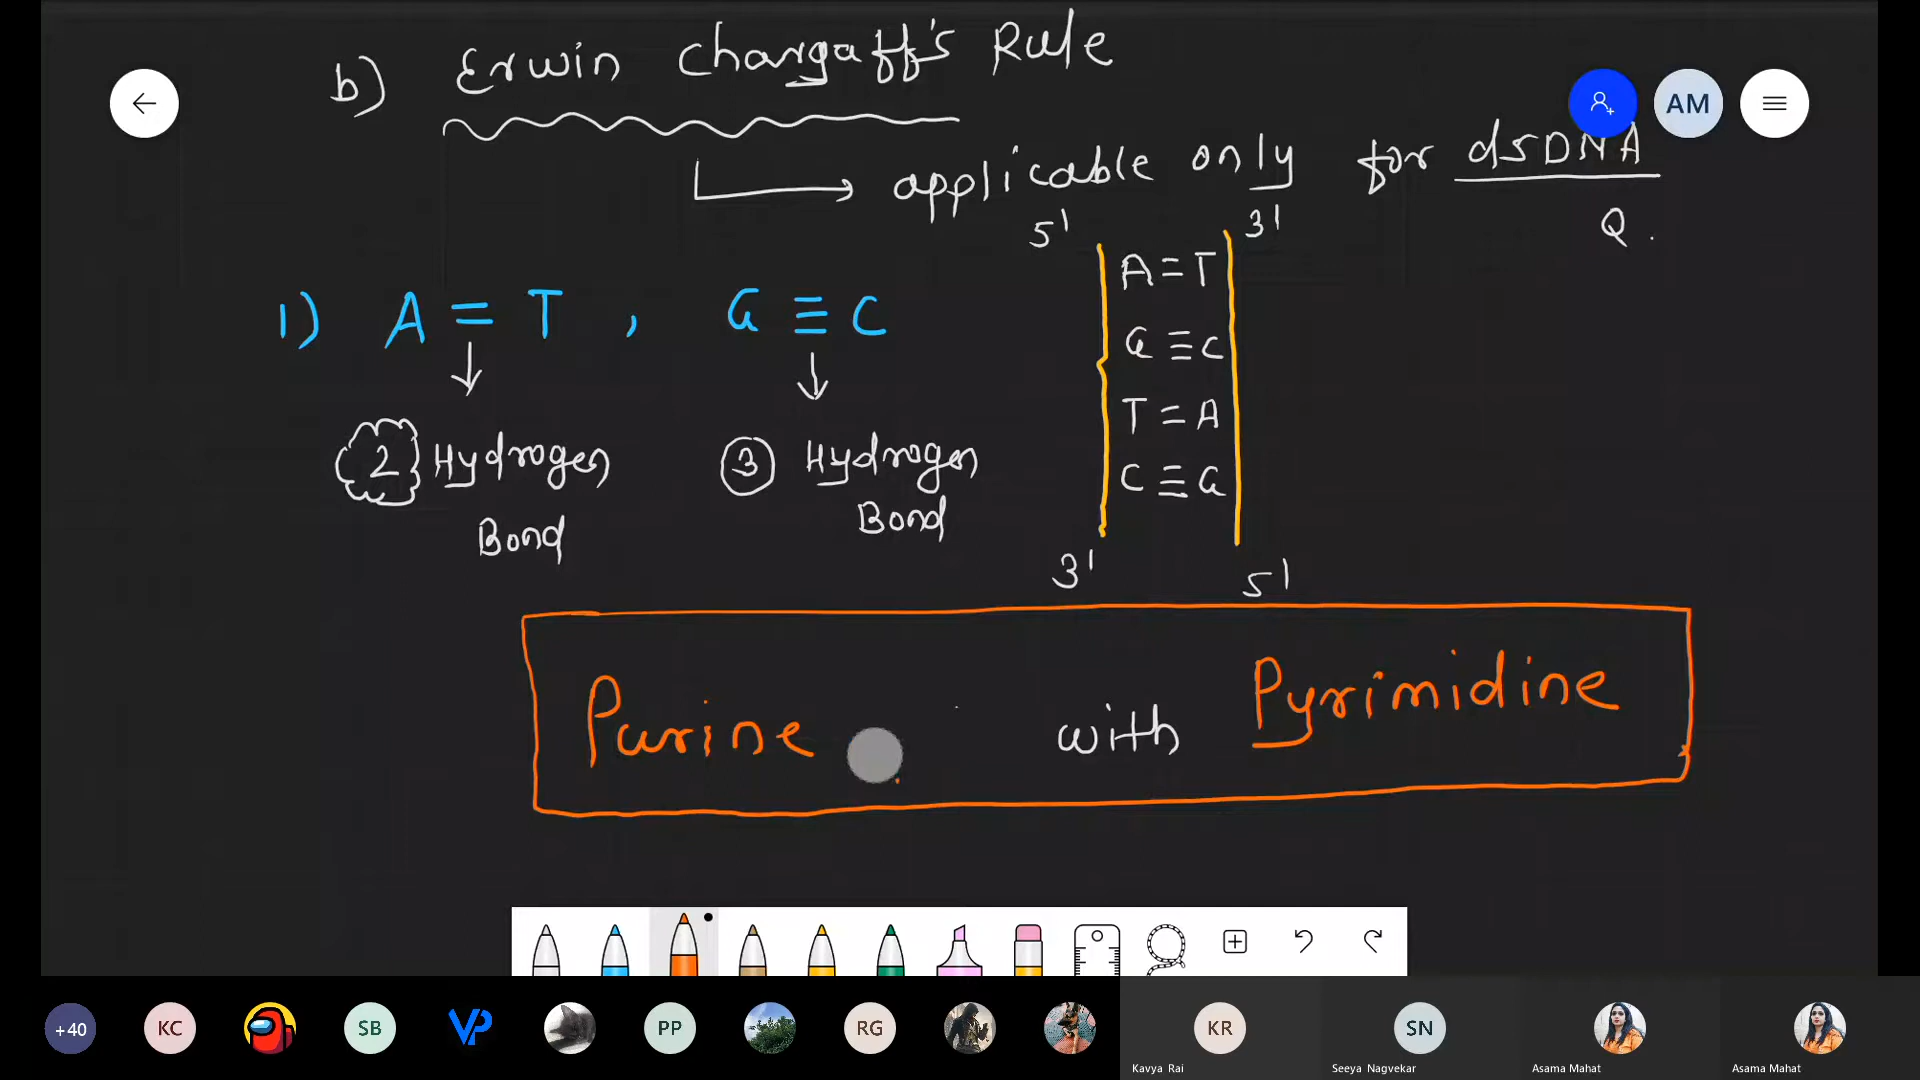 b) Erwin Chargaff's Rule
AM
applicable only for dsDNA
Q.
5' 3'
A = T
G ≡ C
T = A
C ≡ G
3' 5'
1) A = T , G ≡ C
2 Hydrogen Bond
3 Hydrogen Bond
Purine with Pyrimidine
+40
KC
SB
VP
PP
RG
KR
SN
Kavya Rai
Seeya Nagvekar
Asama Mahat
Asama Mahat